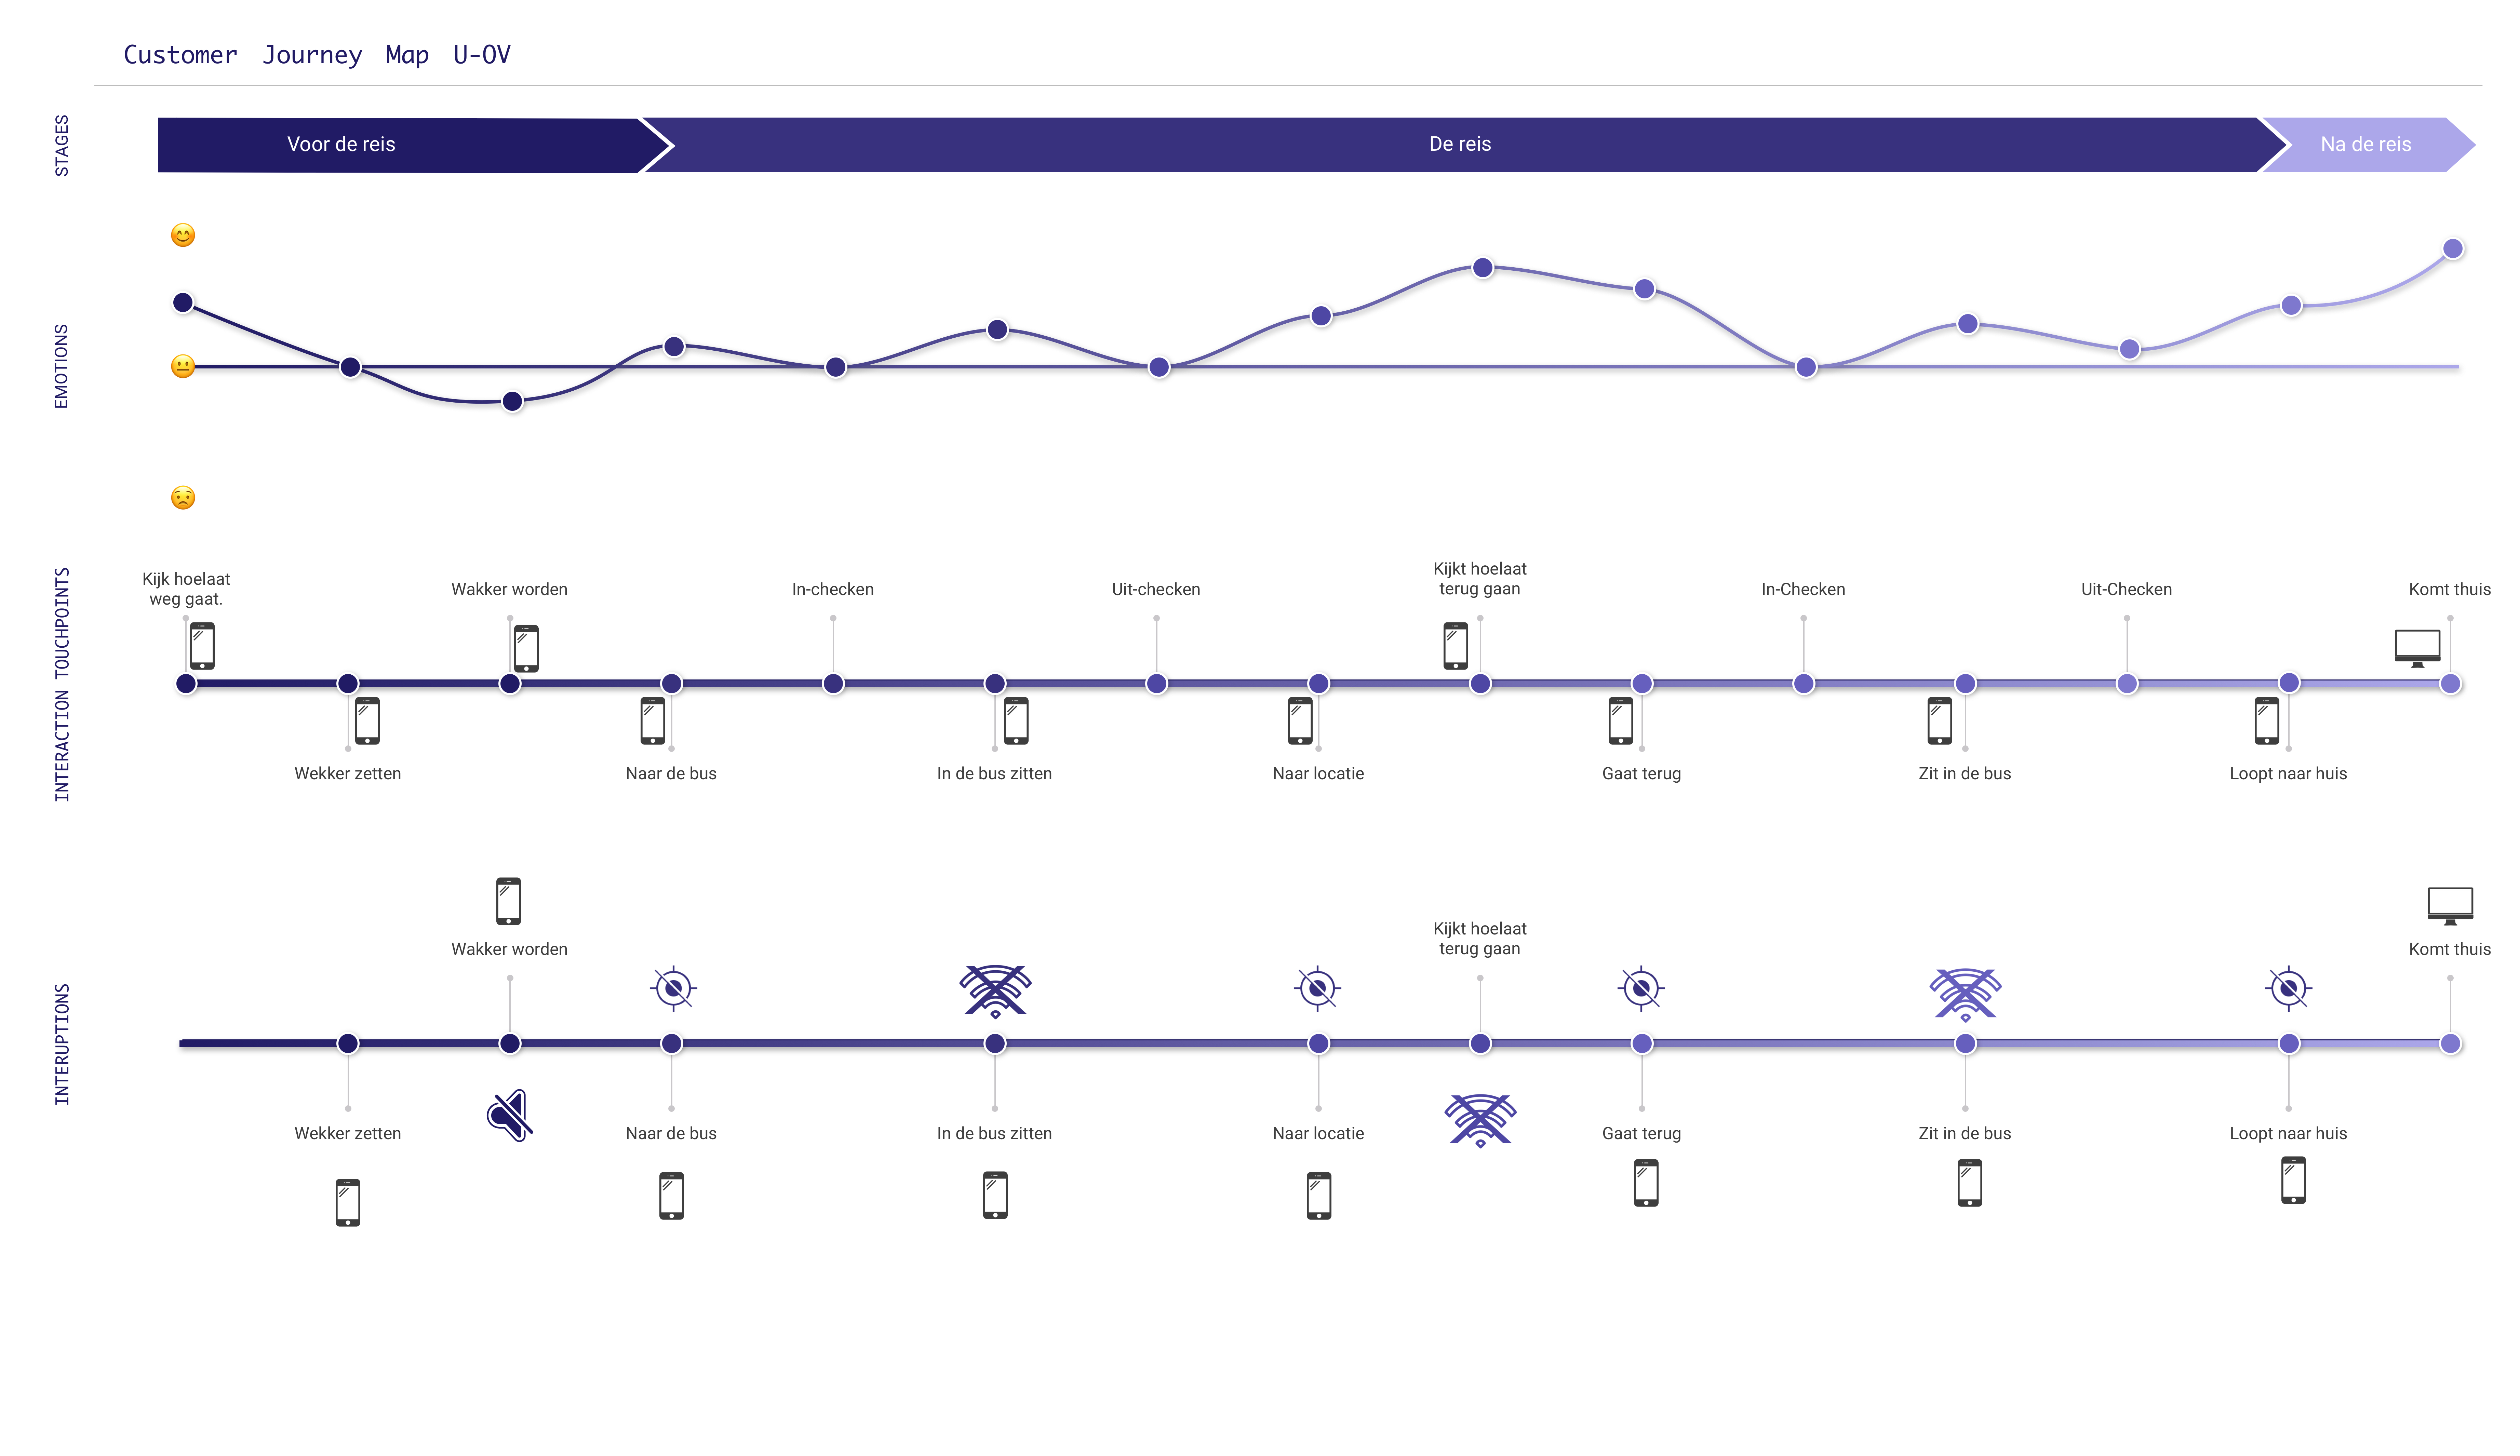 Customer Journey Map U-OV
STAGES
Voor de reis
De reis
Na de reis
EMOTIONS
INTERACTION TOUCHPOINTS
Kijk hoelaat
weg gaat.
Wakker worden
In-checken
Uit-checken
Kijkt hoelaat
terug gaan
In-Checken
Uit-Checken
Komt thuis
Wekker zetten
Naar de bus
In de bus zitten
Naar locatie
Gaat terug
Zit in de bus
Loopt naar huis
INTERUPTIONS
Wakker worden
Kijkt hoelaat
terug gaan
Komt thuis
Wekker zetten
Naar de bus
In de bus zitten
Naar locatie
Gaat terug
Zit in de bus
Loopt naar huis